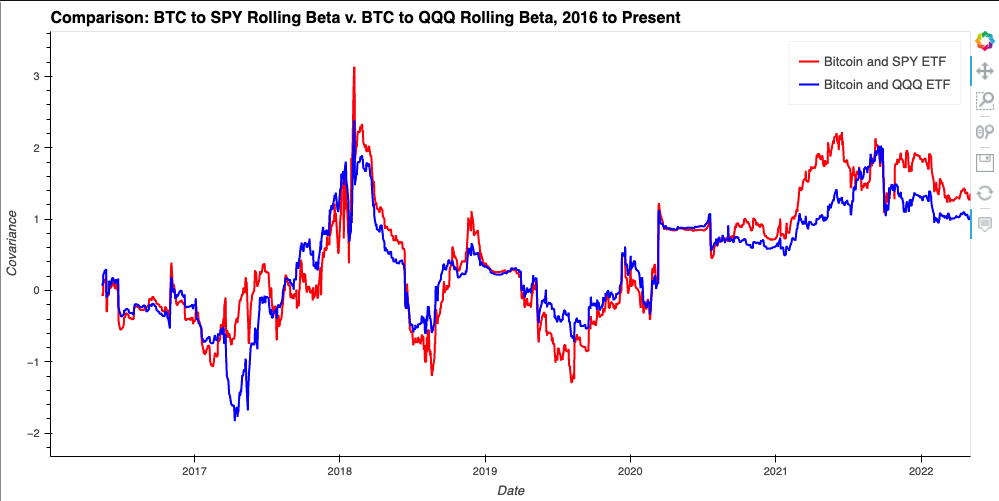 Comparison: BTC to SPY Rolling Beta v. BTC to QQQ Rolling Beta, 2016 to Present
Bitcoin and SPY ETF
Bitcoin and QQQ ETF
Covariance
3
2
1
0
−1
−2
2017
2018
2019
2020
2021
2022
Date